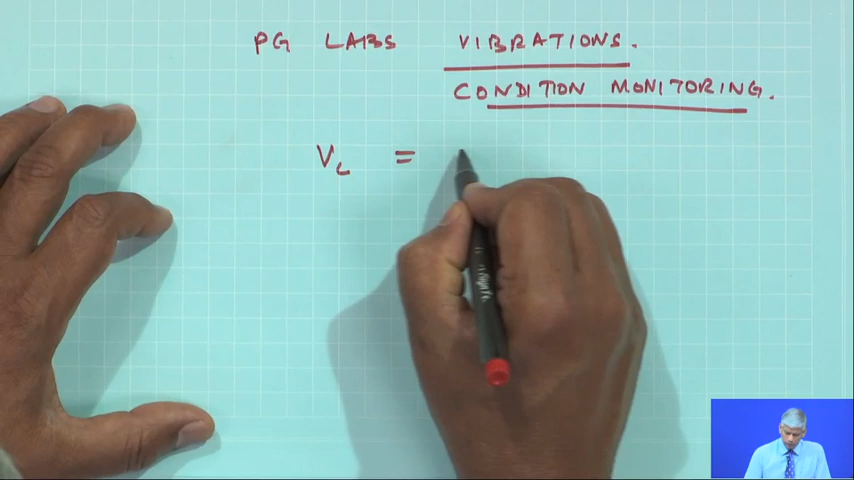 PG LABS VIBRATIONS.
CONDITION MONITORING.
V_L =